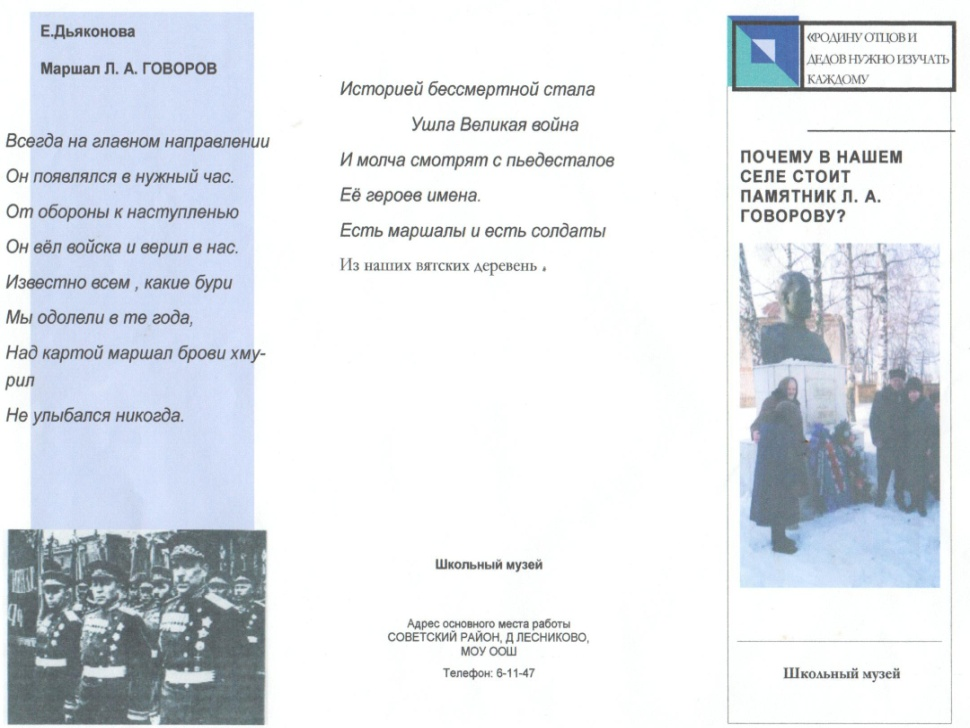 Е.Дьяконова
Маршал Л. А. ГОВОРОВ
Всегда на главном направлении
Он появлялся в нужный час.
От обороны к наступленью
Он вёл войска и верил в нас.
Известно всем , какие бури
Мы одолели в те года,
Над картой маршал брови хму-
рил
Не улыбался никогда.
Историей бессмертной стала
Ушла Великая война
И молча смотрят с пьедесталов
Её героев имена.
Есть маршалы и есть солдаты
Из наших вятских деревень .
Школьный музей
Адрес основного места работы
СОВЕТСКИЙ РАЙОН, Д ЛЕСНИКОВО,
МОУ ООШ
Телефон: 6-11-47
«РОДИНУ ОТЦОВ И
ДЕДОВ НУЖНО ИЗУЧАТЬ
КАЖДОМУ
ПОЧЕМУ В НАШЕМ
СЕЛЕ СТОИТ
ПАМЯТНИК Л. А.
ГОВОРОВУ?
Школьный музей